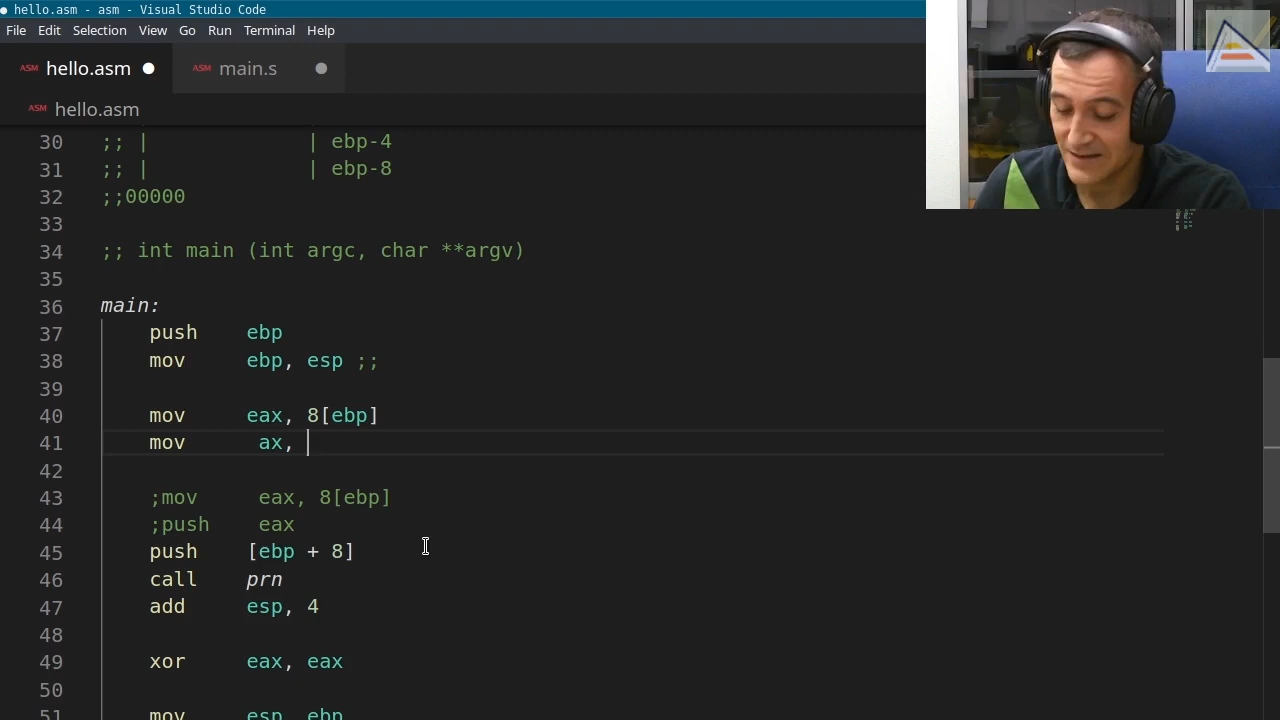 hello.asm - asm - Visual Studio Code
File Edit Selection View Go Run Terminal Help
ASM hello.asm ASM main.s
ASM hello.asm
30 ;; | | ebp-4
31 ;; | | ebp-8
32 ;;00000
33
34 ;; int main (int argc, char **argv)
35
36 main:
37 push ebp
38 mov ebp, esp ;;
39
40 mov eax, 8[ebp]
41 mov ax,
42
43 ;mov eax, 8[ebp]
44 ;push eax
45 push [ebp + 8]
46 call prn
47 add esp, 4
48
49 xor eax, eax
50
51 mov esp, ebp